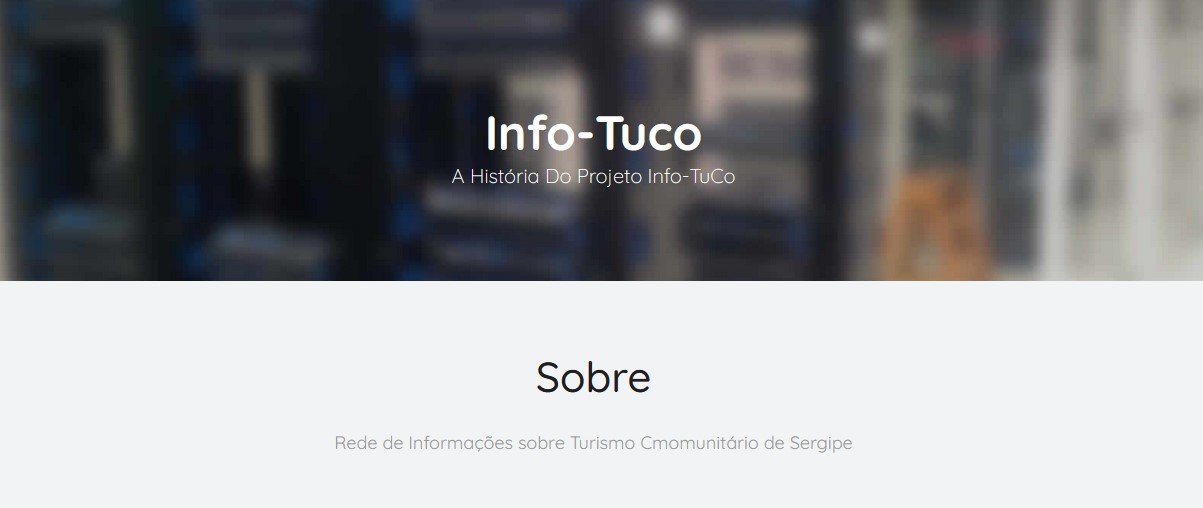 Info-Tuco
A História Do Projeto Info-TuCo
Sobre
Rede de Informações sobre Turismo Cmomunitário de Sergipe